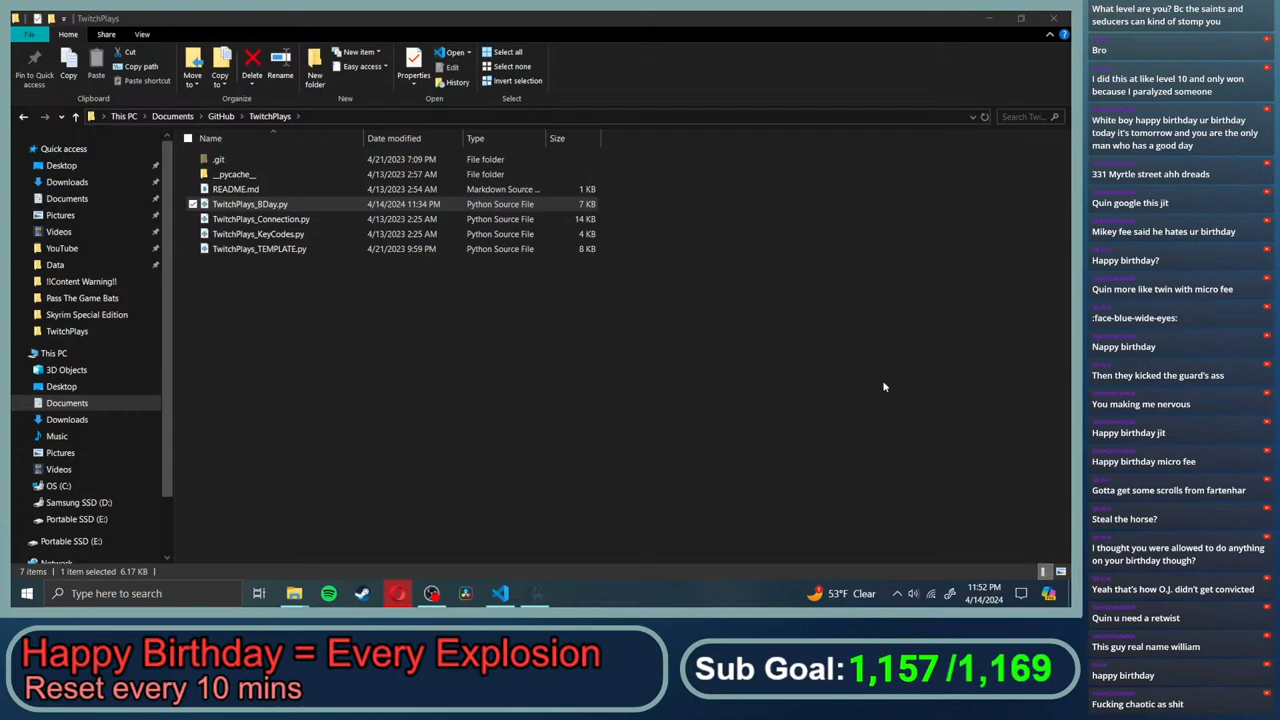 TwitchPlays
File
Home
Share
View
Pin to Quick access
Copy
Paste
Cut
Copy path
Paste shortcut
Clipboard
Move to
Copy to
Delete
Rename
Organize
New folder
New item
Easy access
New
Properties
Open
Edit
History
Open
Select all
Select none
Invert selection
Select
This PC
Documents
GitHub
TwitchPlays
Search Twi...
Name
Date modified
Type
Size
.git
4/21/2023 7:09 PM
File folder
__pycache__
4/13/2023 2:57 AM
File folder
README.md
4/13/2023 2:54 AM
Markdown Source ...
1 KB
TwitchPlays_BDay.py
4/14/2024 11:34 PM
Python Source File
7 KB
TwitchPlays_Connection.py
4/13/2023 2:25 AM
Python Source File
14 KB
TwitchPlays_KeyCodes.py
4/13/2023 2:25 AM
Python Source File
4 KB
TwitchPlays_TEMPLATE.py
4/21/2023 9:59 PM
Python Source File
8 KB
Quick access
Desktop
Downloads
Documents
Pictures
Videos
YouTube
Data
!!Content Warning!!
Pass The Game Bats
Skyrim Special Edition
TwitchPlays
This PC
3D Objects
Desktop
Documents
Downloads
Music
Pictures
Videos
OS (C:)
Samsung SSD (D:)
Portable SSD (E:)
Portable SSD (E:)
Network
7 items
1 item selected 6.17 KB
Type here to search
53°F Clear
11:52 PM
4/14/2024
Happy Birthday = Every Explosion
Reset every 10 mins
Sub Goal: 1,157 / 1,169
What level are you? Bc the saints and
seducers can kind of stomp you
Bro
I did this at like level 10 and only won
because I paralyzed someone
White boy happy birthday ur birthday
today it's tomorrow and you are the only
man who has a good day
331 Myrtle street ahh dreads
Quin google this jit
Mikey fee said he hates ur birthday
Happy birthday?
Quin more like twin with micro fee
:face-blue-wide-eyes:
Nappy birthday
Then they kicked the guard's ass
You making me nervous
Happy birthday jit
Happy birthday micro fee
Gotta get some scrolls from fartenhar
Steal the horse?
I thought you were allowed to do anything
on your birthday though?
Yeah that's how O.J. didn't get convicted
Quin u need a retwist
This guy real name william
happy birthday
Fucking chaotic as shit